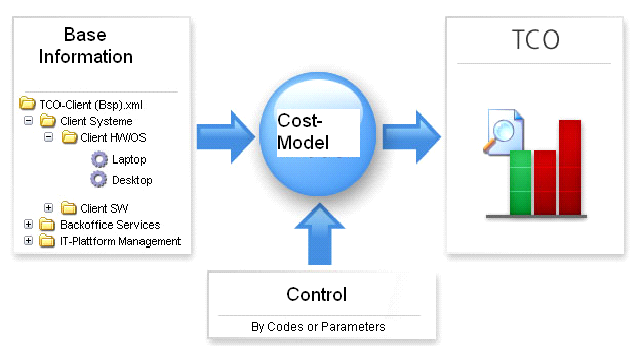 Base
Information
TCO-Client (Bsp).xml
Client Systeme
Client HW/OS
Laptop
Desktop
Client SW
Backoffice Services
IT-Plattform Management
Cost-
Model
TCO
Control
By Codes or Parameters